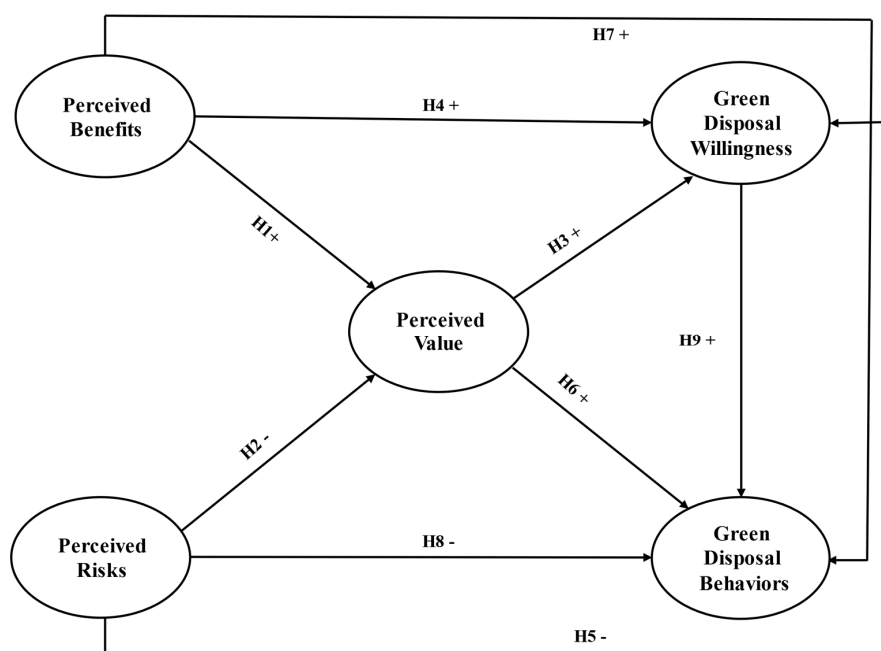 H7 +
Perceived
Benefits
H4 +
Green
Disposal
Willingness
H1+
H3 +
Perceived
Value
H9 +
H6 +
H2 -
Perceived
Risks
H8 -
Green
Disposal
Behaviors
H5 -